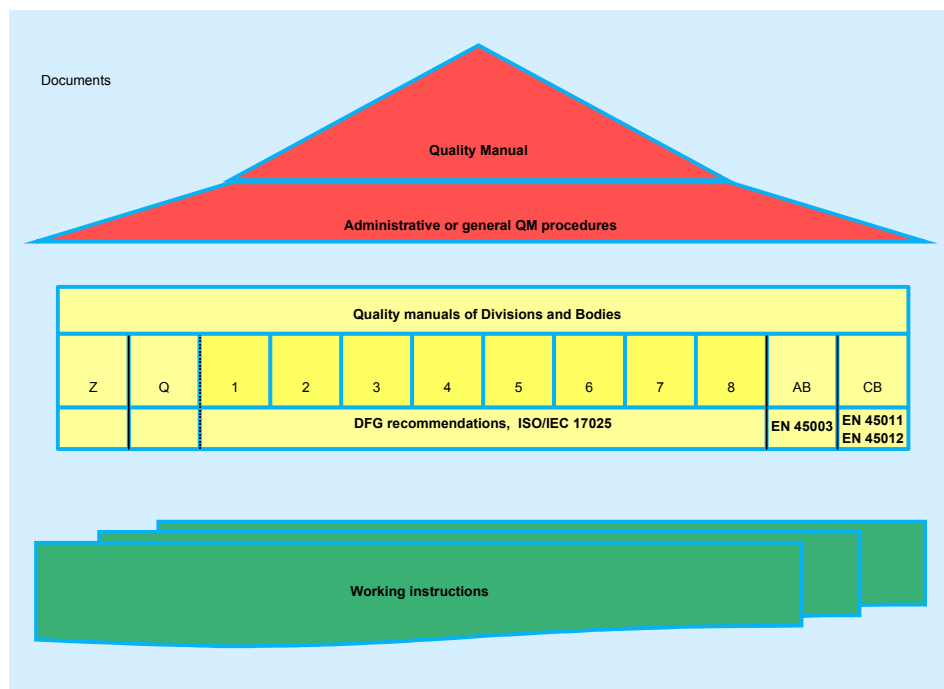 Documents
Quality Manual
Administrative or general QM procedures
Quality manuals of Divisions and Bodies
Z Q 1 2 3 4 5 6 7 8 AB CB
DFG recommendations, ISO/IEC 17025
EN 45003
EN 45011
EN 45012
Working instructions